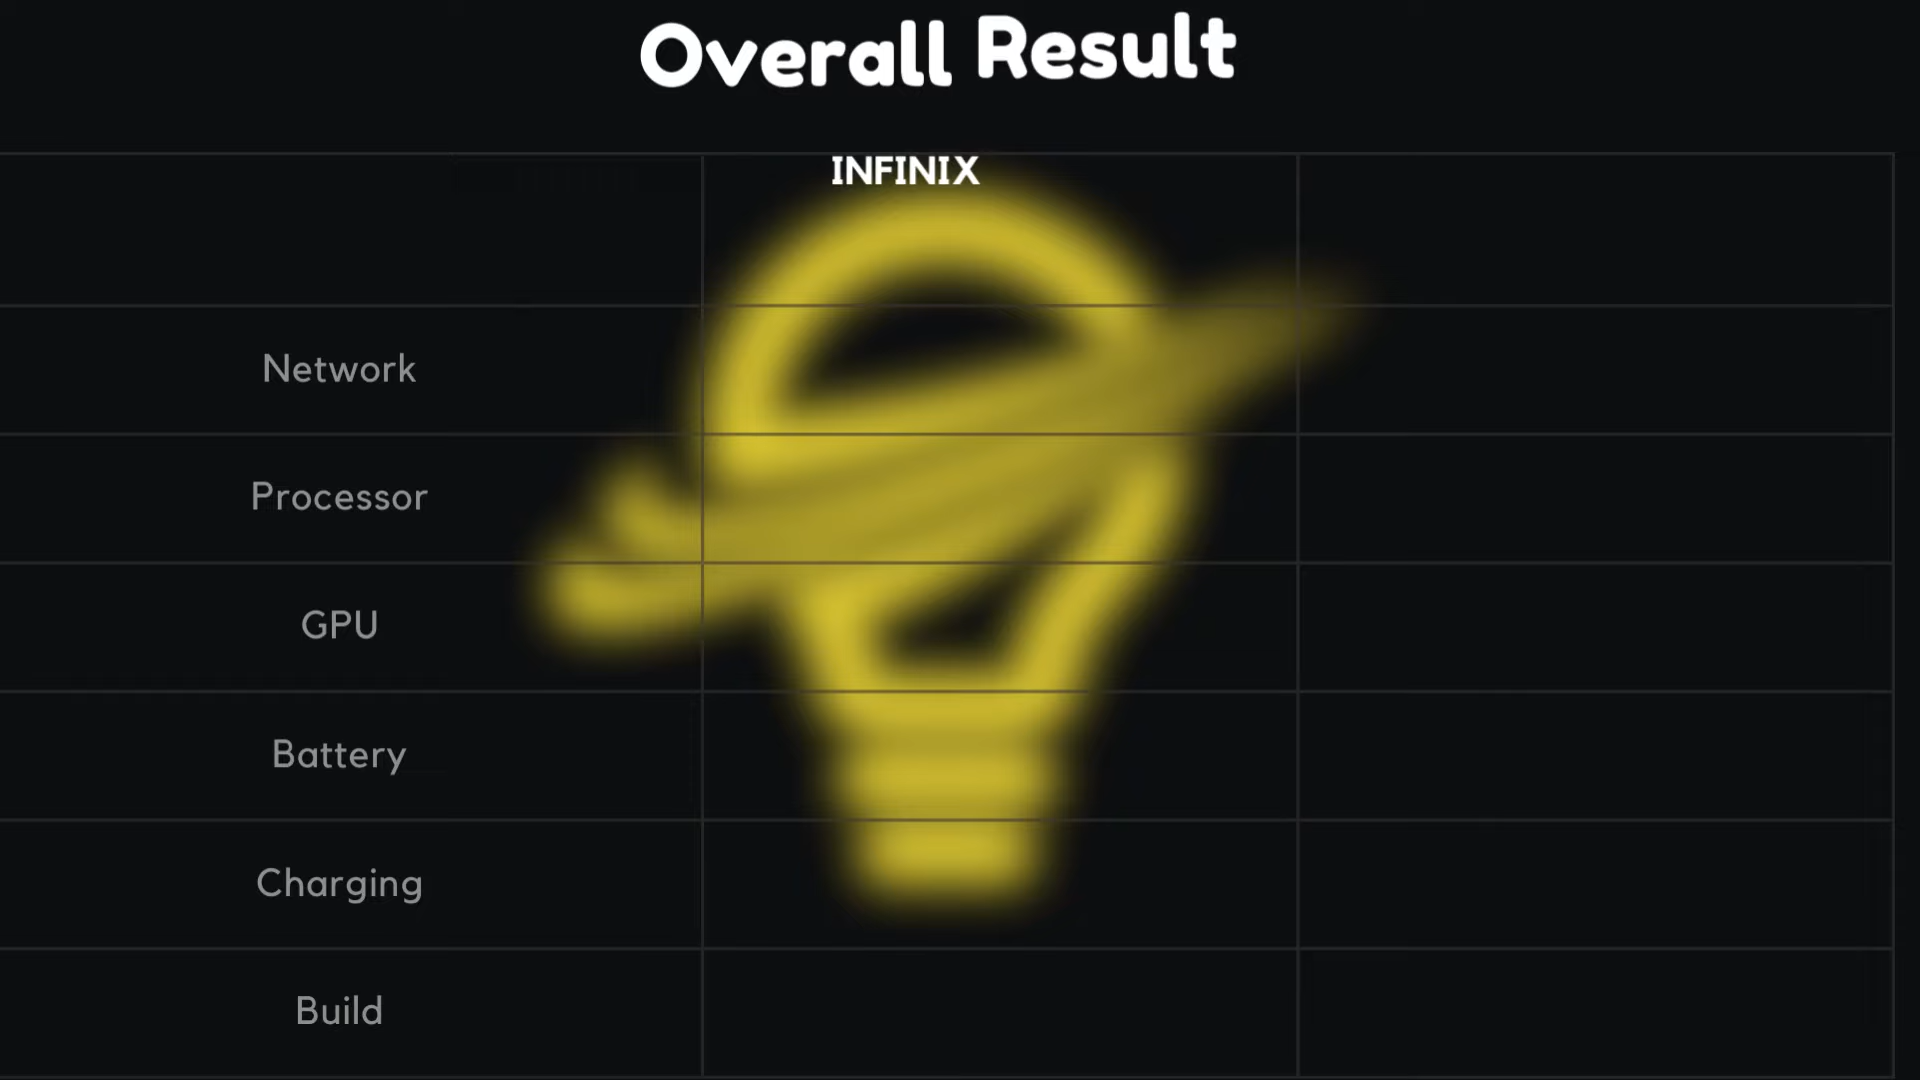 Overall Result
INFINIX
Network
Processor
GPU
Battery
Charging
Build